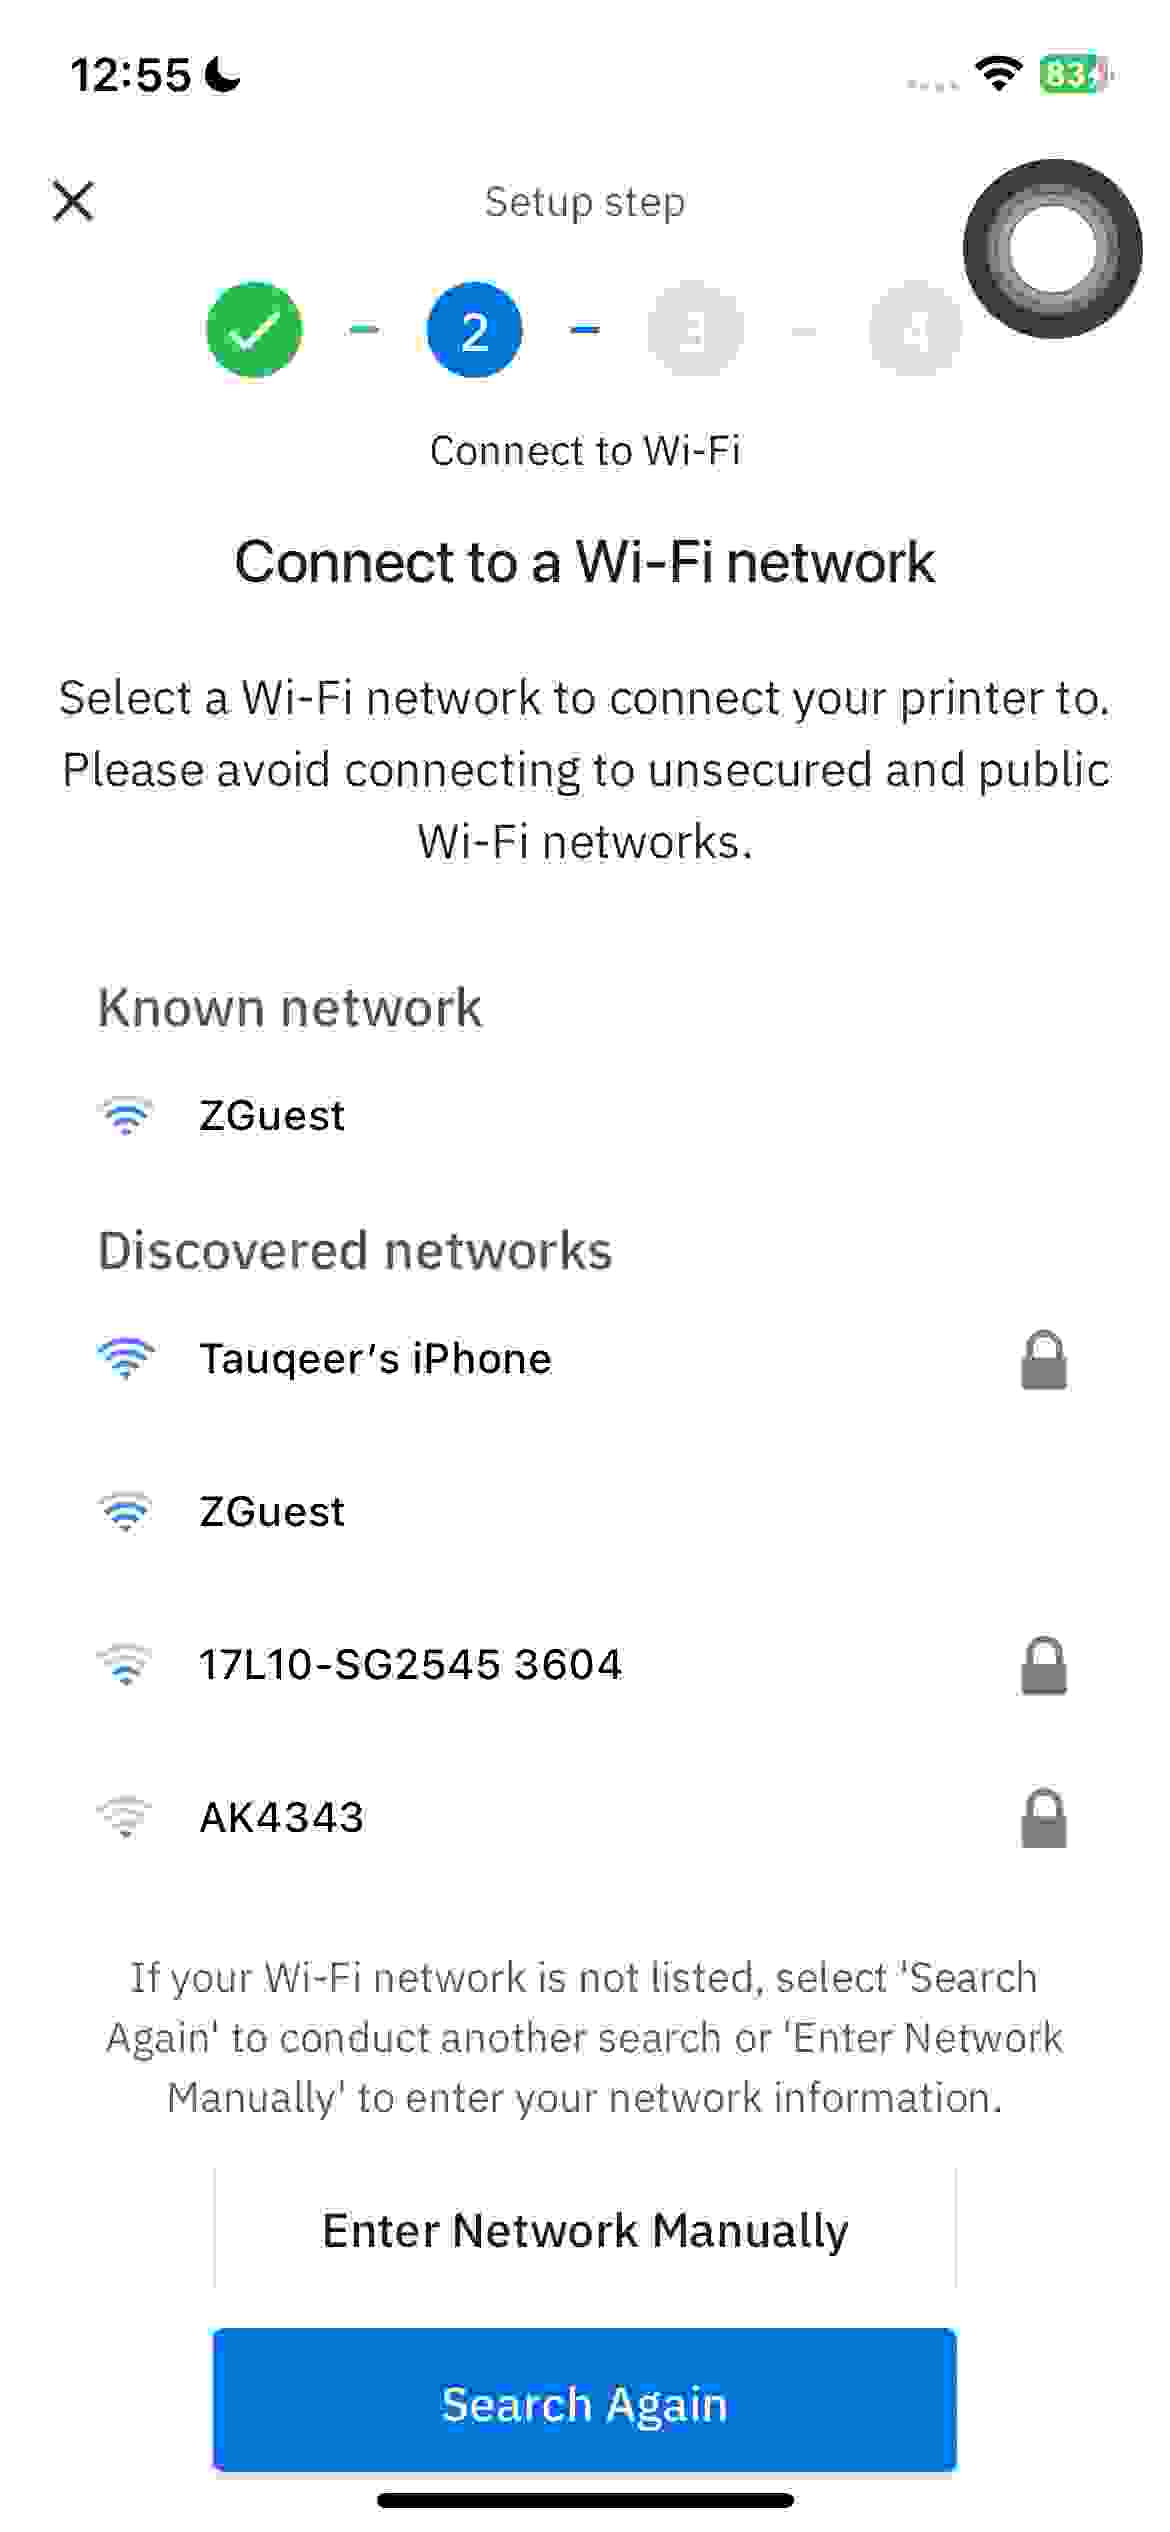 12:55
83
Setup step
2
3
4
Connect to Wi-Fi
Connect to a Wi-Fi network
Select a Wi-Fi network to connect your printer to.
Please avoid connecting to unsecured and public
Wi-Fi networks.
Known network
ZGuest
Discovered networks
Tauqeer's iPhone
ZGuest
17L10-SG2545 3604
AK4343
If your Wi-Fi network is not listed, select 'Search
Again' to conduct another search or 'Enter Network
Manually' to enter your network information.
Enter Network Manually
Search Again